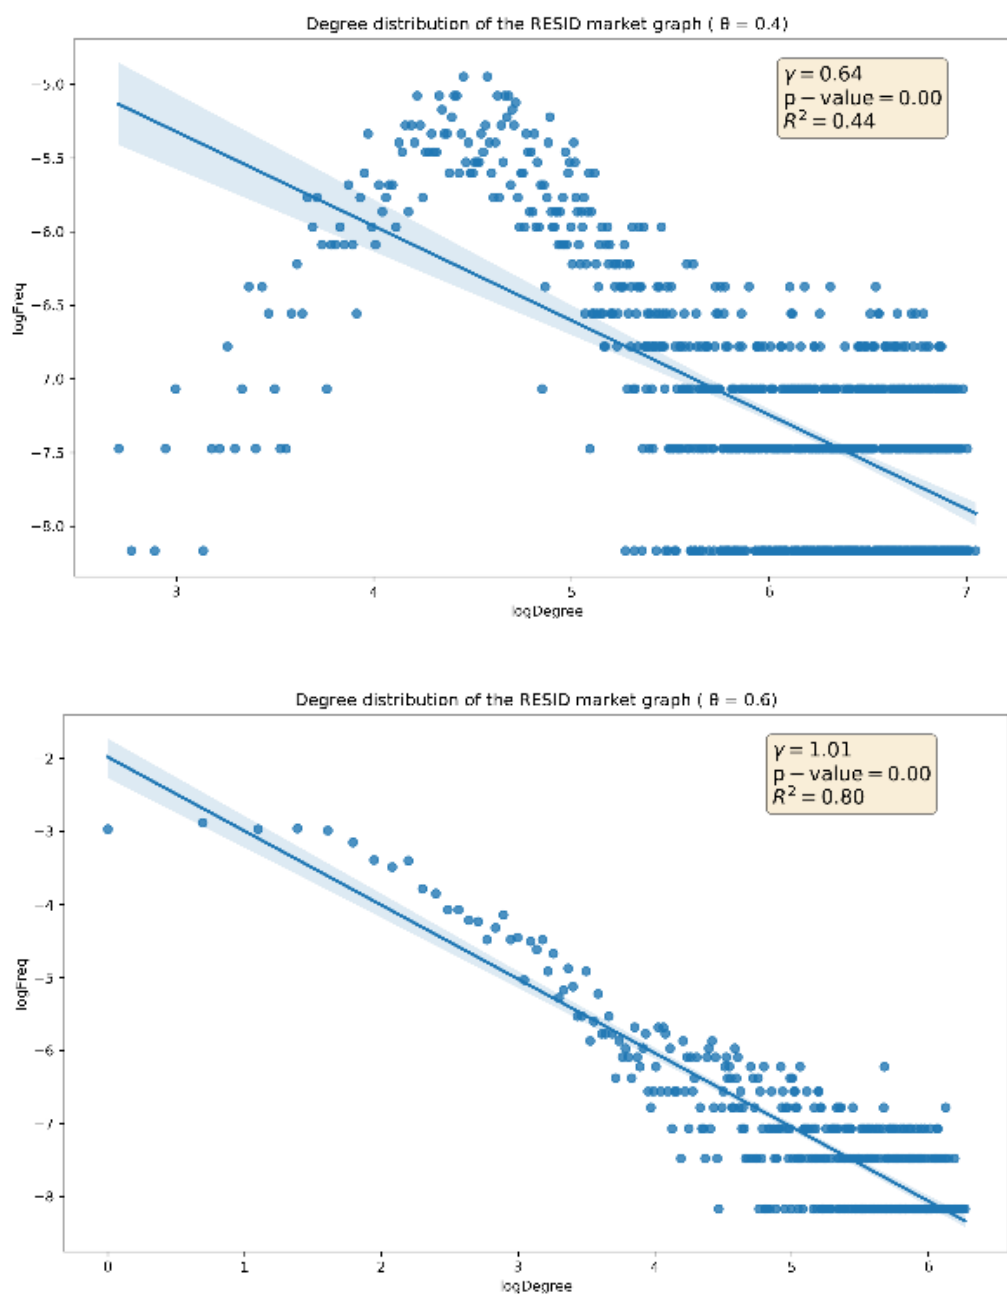 Degree distribution of the RESID market graph ( θ = 0.4)
γ = 0.64
p − value = 0.00
R² = 0.44
−5.0
−5.5
−6.0
−6.5
−7.0
−7.5
−8.0
logFreq
3 4 5 6 7
logDegree
Degree distribution of the RESID market graph ( θ = 0.6)
γ = 1.01
p − value = 0.00
R² = 0.80
−2
−3
−4
−5
−6
−7
−8
logFreq
0 1 2 3 4 5 6
logDegree